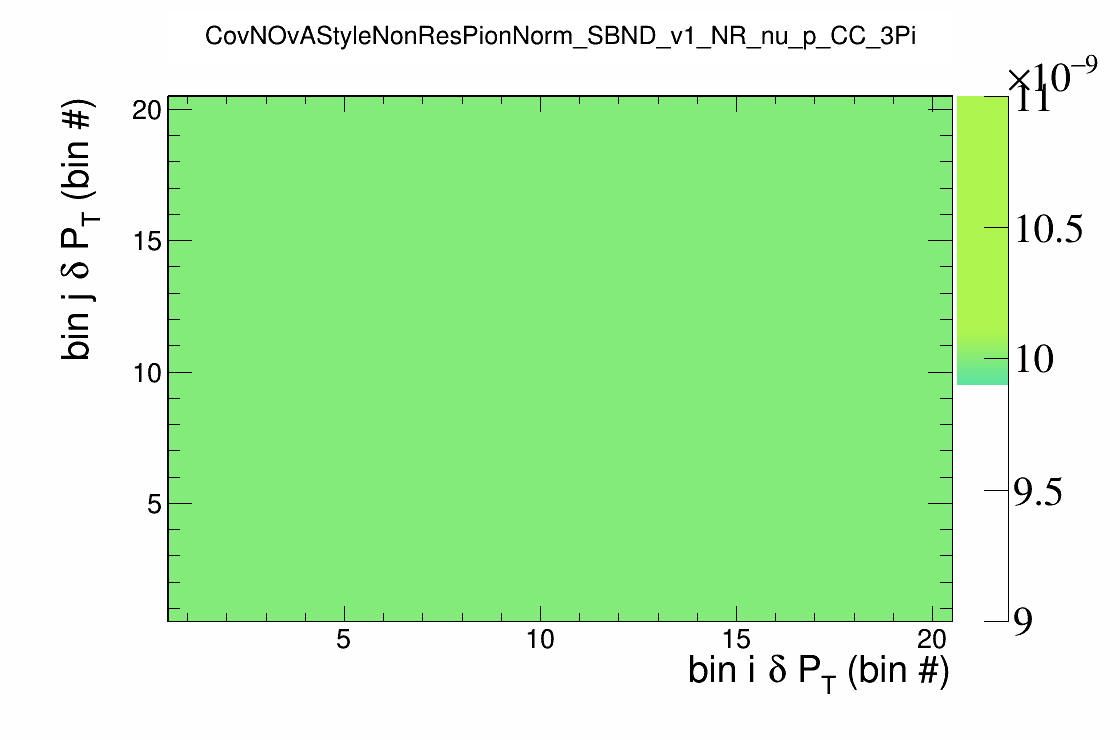 CovNOvAStyleNonResPionNorm_SBND_v1_NR_nu_p_CC_3Pi
×10⁻⁹
bin j δ P_T (bin #)
20
15
10
5
11
10.5
10
9.5
9
5 10 15 20
bin i δ P_T (bin #)